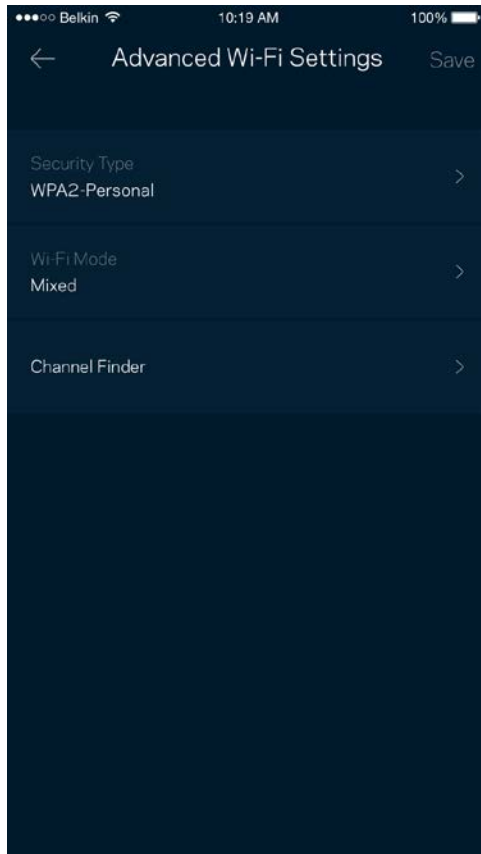 Belkin 10:19 AM 100%
Advanced Wi-Fi Settings Save
Security Type
WPA2-Personal
Wi-Fi Mode
Mixed
Channel Finder